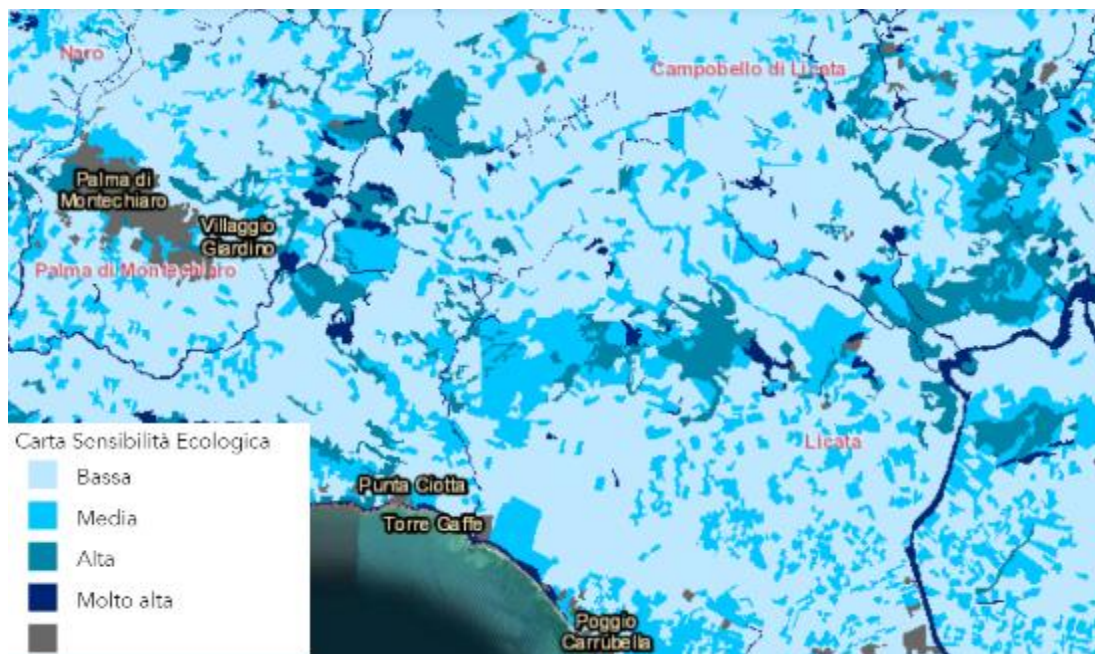 Naro
Campobello di Licata
Palma di
Montechiaro
Villaggio
Giardino
Palma di Montechiaro
Licata
Carta Sensibilità Ecologica
Bassa
Media
Alta
Molto alta
Punta Ciotta
Torre Gaffe
Poggio
Carrubella